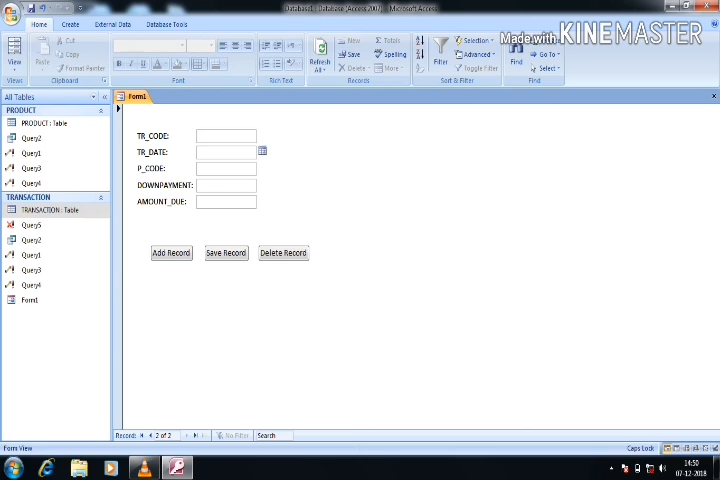 Database1 : Database (Access 2007) - Microsoft Access
Home Create External Data Database Tools
Made with KINEMASTER
View
Views
Paste
Cut
Copy
Format Painter
Clipboard
B I U
Font
Rich Text
Refresh All
New
Save
Delete
Totals
Spelling
More
Records
Filter
Selection
Advanced
Toggle Filter
Sort & Filter
Find
Go To
Select
Find
All Tables
PRODUCT
PRODUCT : Table
Query2
Query1
Query3
Query4
TRANSACTION
TRANSACTION : Table
Query5
Query2
Query1
Query3
Query4
Form1
Form1
TR_CODE:
TR_DATE:
P_CODE:
DOWNPAYMENT:
AMOUNT_DUE:
Add Record Save Record Delete Record
Record: 2 of 2 No Filter Search
Form View Caps Lock
14:50
07-12-2018